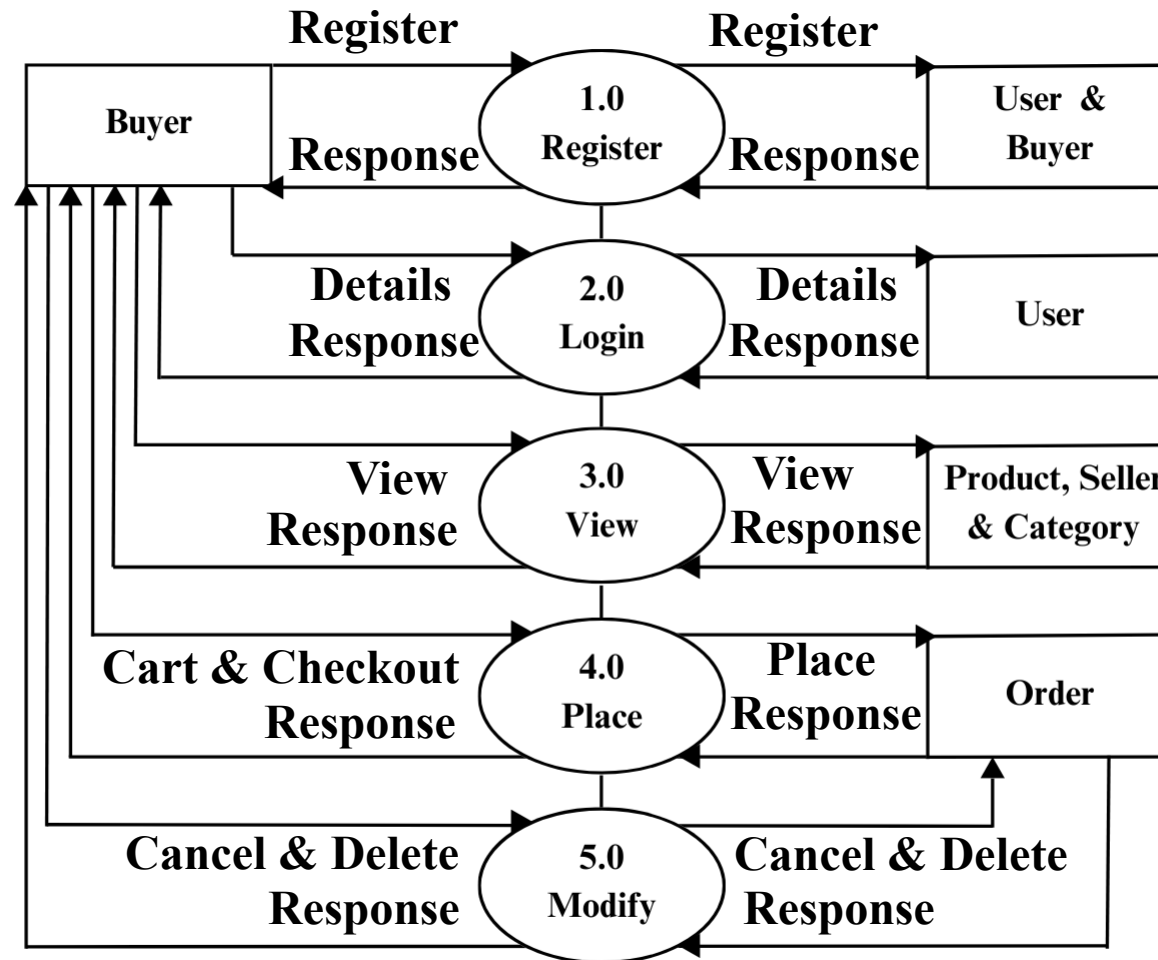 Register
Register
Buyer
1.0
Register
User &
Buyer
Response
Response
Details
Response
2.0
Login
Details
Response
User
View
Response
3.0
View
View
Response
Product, Seller
& Category
Cart & Checkout
Response
4.0
Place
Place
Response
Order
Cancel & Delete
Response
5.0
Modify
Cancel & Delete
Response